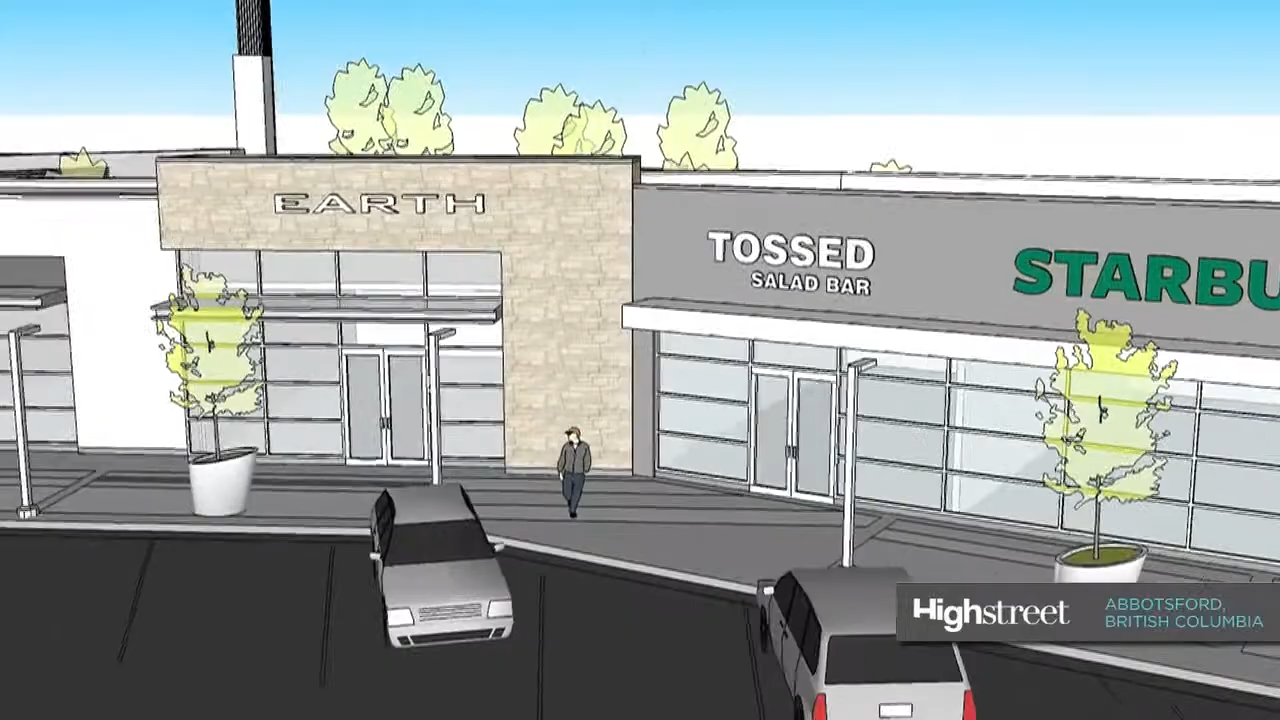 EARTH
TOSSED
SALAD BAR
STARBU
Highstreet
ABBOTSFORD,
BRITISH COLUMBIA